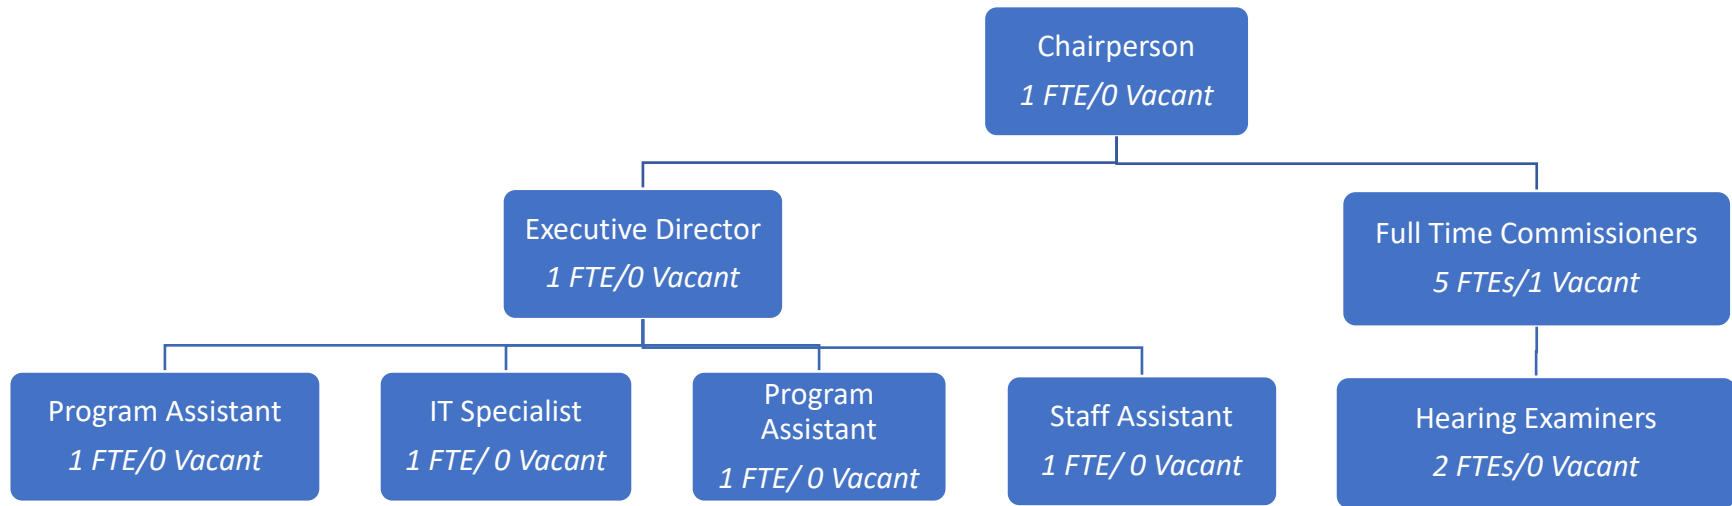 Chairperson
1 FTE/0 Vacant
Executive Director
1 FTE/0 Vacant
Full Time Commissioners
5 FTEs/1 Vacant
Program Assistant
1 FTE/0 Vacant
IT Specialist
1 FTE/ 0 Vacant
Program
Assistant
1 FTE/ 0 Vacant
Staff Assistant
1 FTE/ 0 Vacant
Hearing Examiners
2 FTEs/0 Vacant